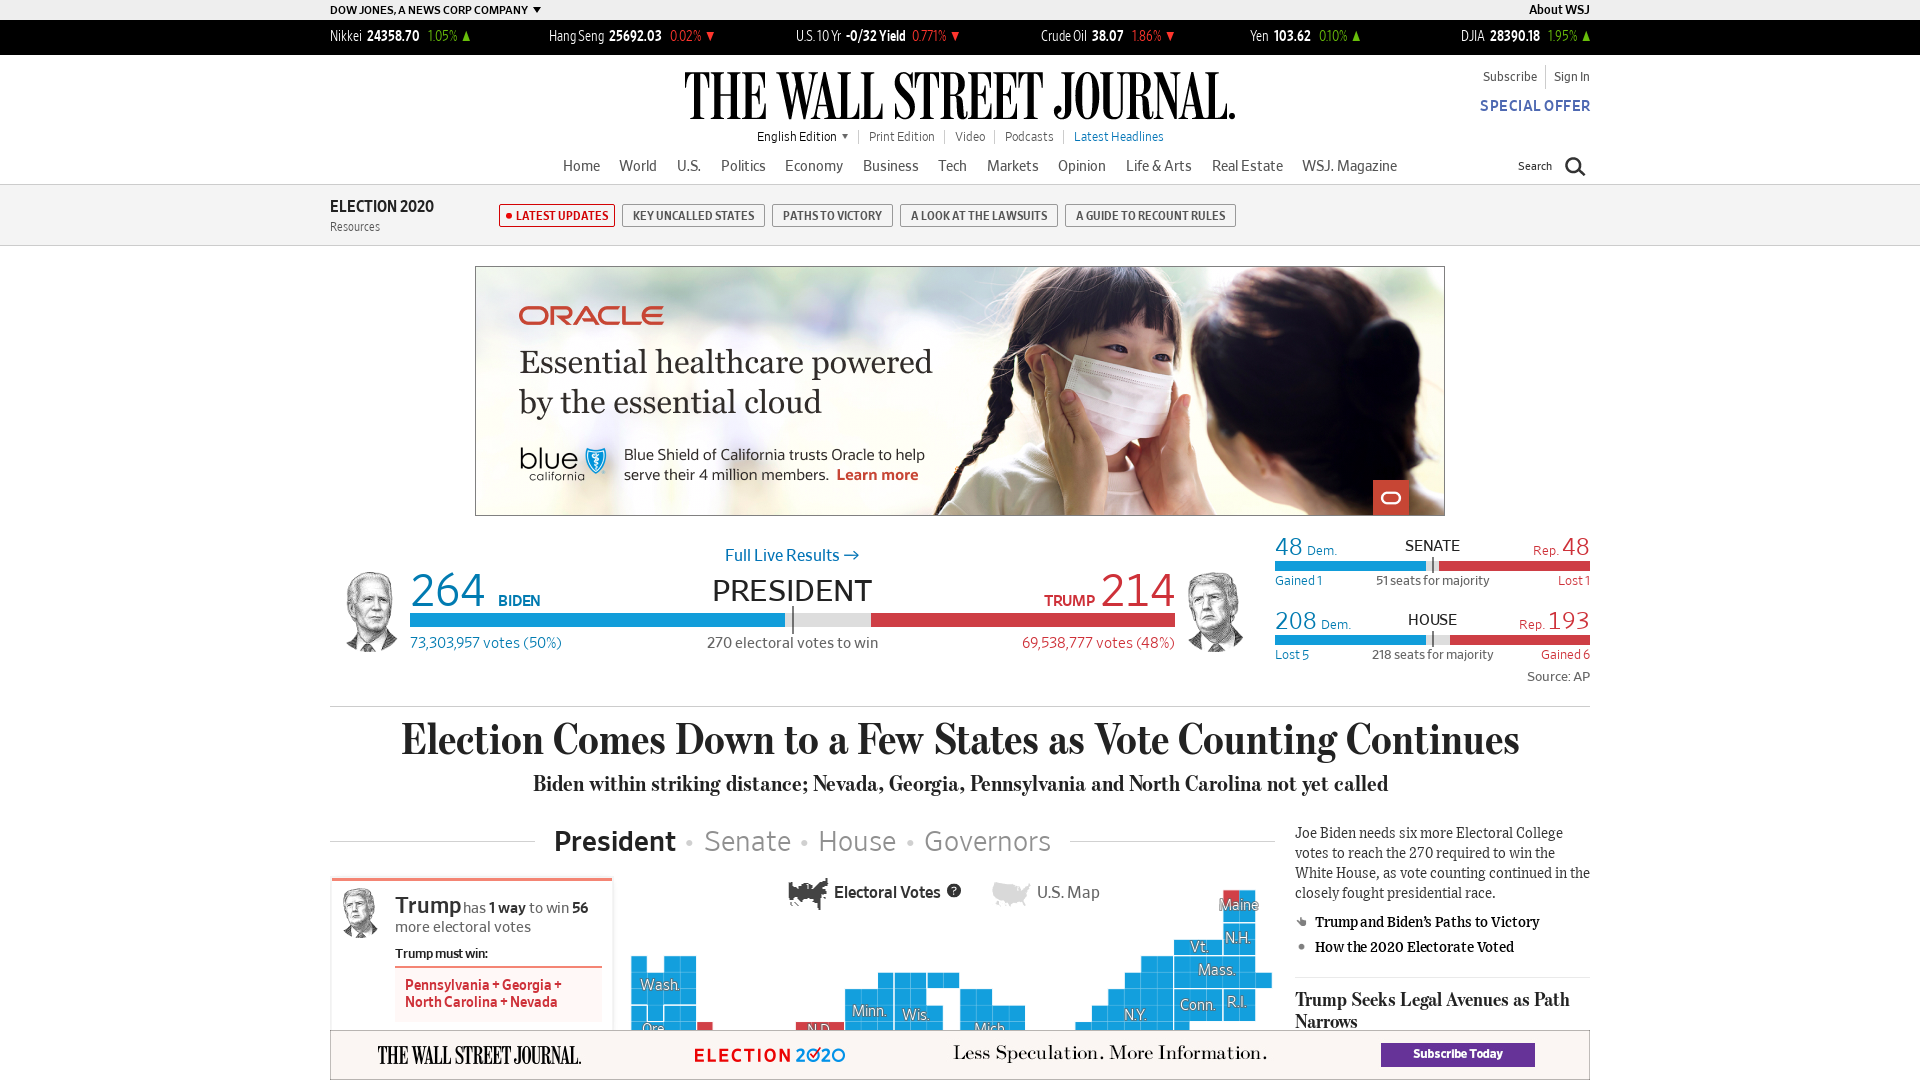 DOW JONES, A NEWS CORP COMPANY
About WSJ
Nikkei 24358.70 1.05%
Hang Seng 25692.03 0.02%
U.S. 10 Yr -0/32 Yield 0.771%
Crude Oil 38.07 1.86%
Yen 103.62 0.10%
DJIA 28390.18 1.95%
THE WALL STREET JOURNAL.
Subscribe
Sign In
SPECIAL OFFER
English Edition
Print Edition
Video
Podcasts
Latest Headlines
Home World U.S. Politics Economy Business Tech Markets Opinion Life & Arts Real Estate WSJ. Magazine
Search
ELECTION 2020
Resources
LATEST UPDATES
KEY UNCALLED STATES
PATHS TO VICTORY
A LOOK AT THE LAWSUITS
A GUIDE TO RECOUNT RULES
ORACLE
Essential healthcare powered
by the essential cloud
blue
california
Blue Shield of California trusts Oracle to help
serve their 4 million members. Learn more
Full Live Results →
264 BIDEN
PRESIDENT
TRUMP 214
73,303,957 votes (50%)
270 electoral votes to win
69,538,777 votes (48%)
48 Dem.
SENATE
Rep. 48
Gained 1
51 seats for majority
Lost 1
208 Dem.
HOUSE
Rep. 193
Lost 5
218 seats for majority
Gained 6
Source: AP
Election Comes Down to a Few States as Vote Counting Continues
Biden within striking distance; Nevada, Georgia, Pennsylvania and North Carolina not yet called
President • Senate • House • Governors
Trump has 1 way to win 56
more electoral votes
Trump must win:
Pennsylvania + Georgia +
North Carolina + Nevada
Electoral Votes ?
U.S. Map
Maine
N.H.
Vt.
Mass.
Wash.
Conn.
R.I.
Minn.
Wis.
N.Y.
Ore.
N.D.
Mich.
Joe Biden needs six more Electoral College
votes to reach the 270 required to win the
White House, as vote counting continued in the
closely fought presidential race.
Trump and Biden's Paths to Victory
How the 2020 Electorate Voted
Trump Seeks Legal Avenues as Path
Narrows
THE WALL STREET JOURNAL.
ELECTION 2020
Less Speculation. More Information.
Subscribe Today